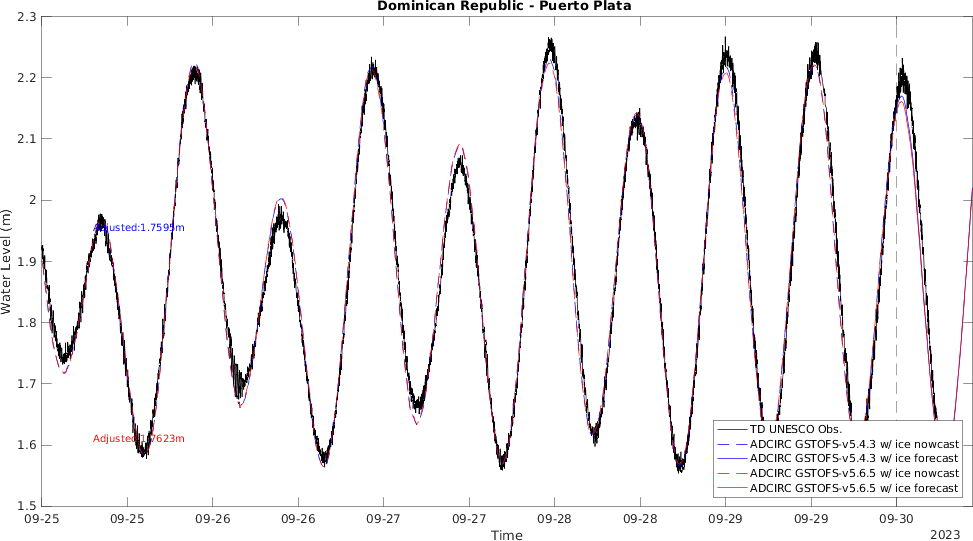 Dominican Republic - Puerto Plata
2.3
2.2
2.1
2
1.9
1.8
1.7
1.6
1.5
Water Level (m)
Adjusted:1.7595m
Adjusted:1.7623m
TD UNESCO Obs.
ADCIRC GSTOFS-v5.4.3 w/ ice nowcast
ADCIRC GSTOFS-v5.4.3 w/ ice forecast
ADCIRC GSTOFS-v5.6.5 w/ ice nowcast
ADCIRC GSTOFS-v5.6.5 w/ ice forecast
09-25 09-25 09-26 09-26 09-27 09-27 09-28 09-28 09-29 09-29 09-30
Time
2023